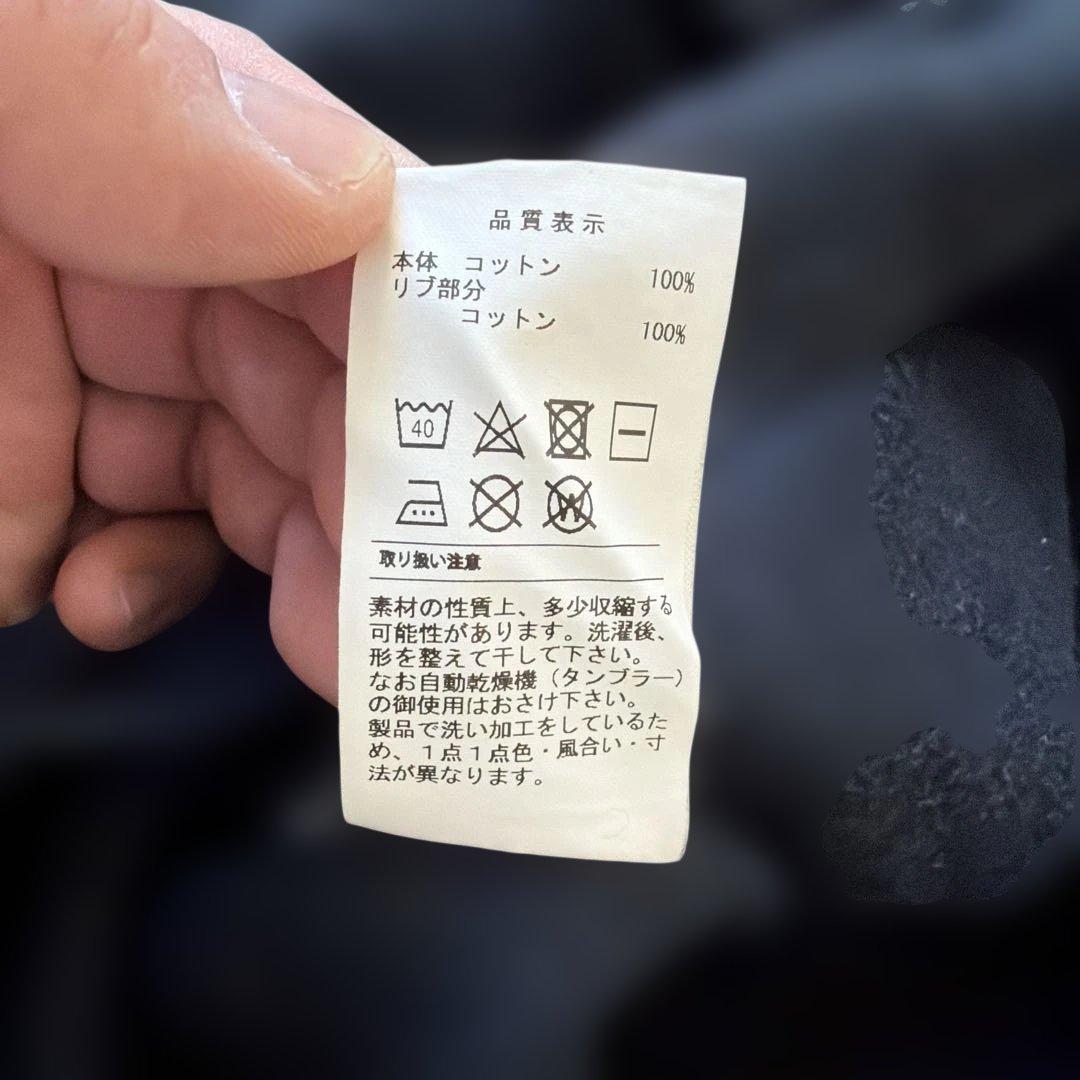 品質表示
本体 コットン 100%
リブ部分
コットン 100%
40
W
取り扱い注意
素材の性質上、多少収縮する
可能性があります。洗濯後、
形を整えて干して下さい。
なお自動乾燥機（タンブラー）
の御使用はおさけ下さい。
製品で洗い加工をしているた
め、１点１点色・風合い・寸
法が異なります。